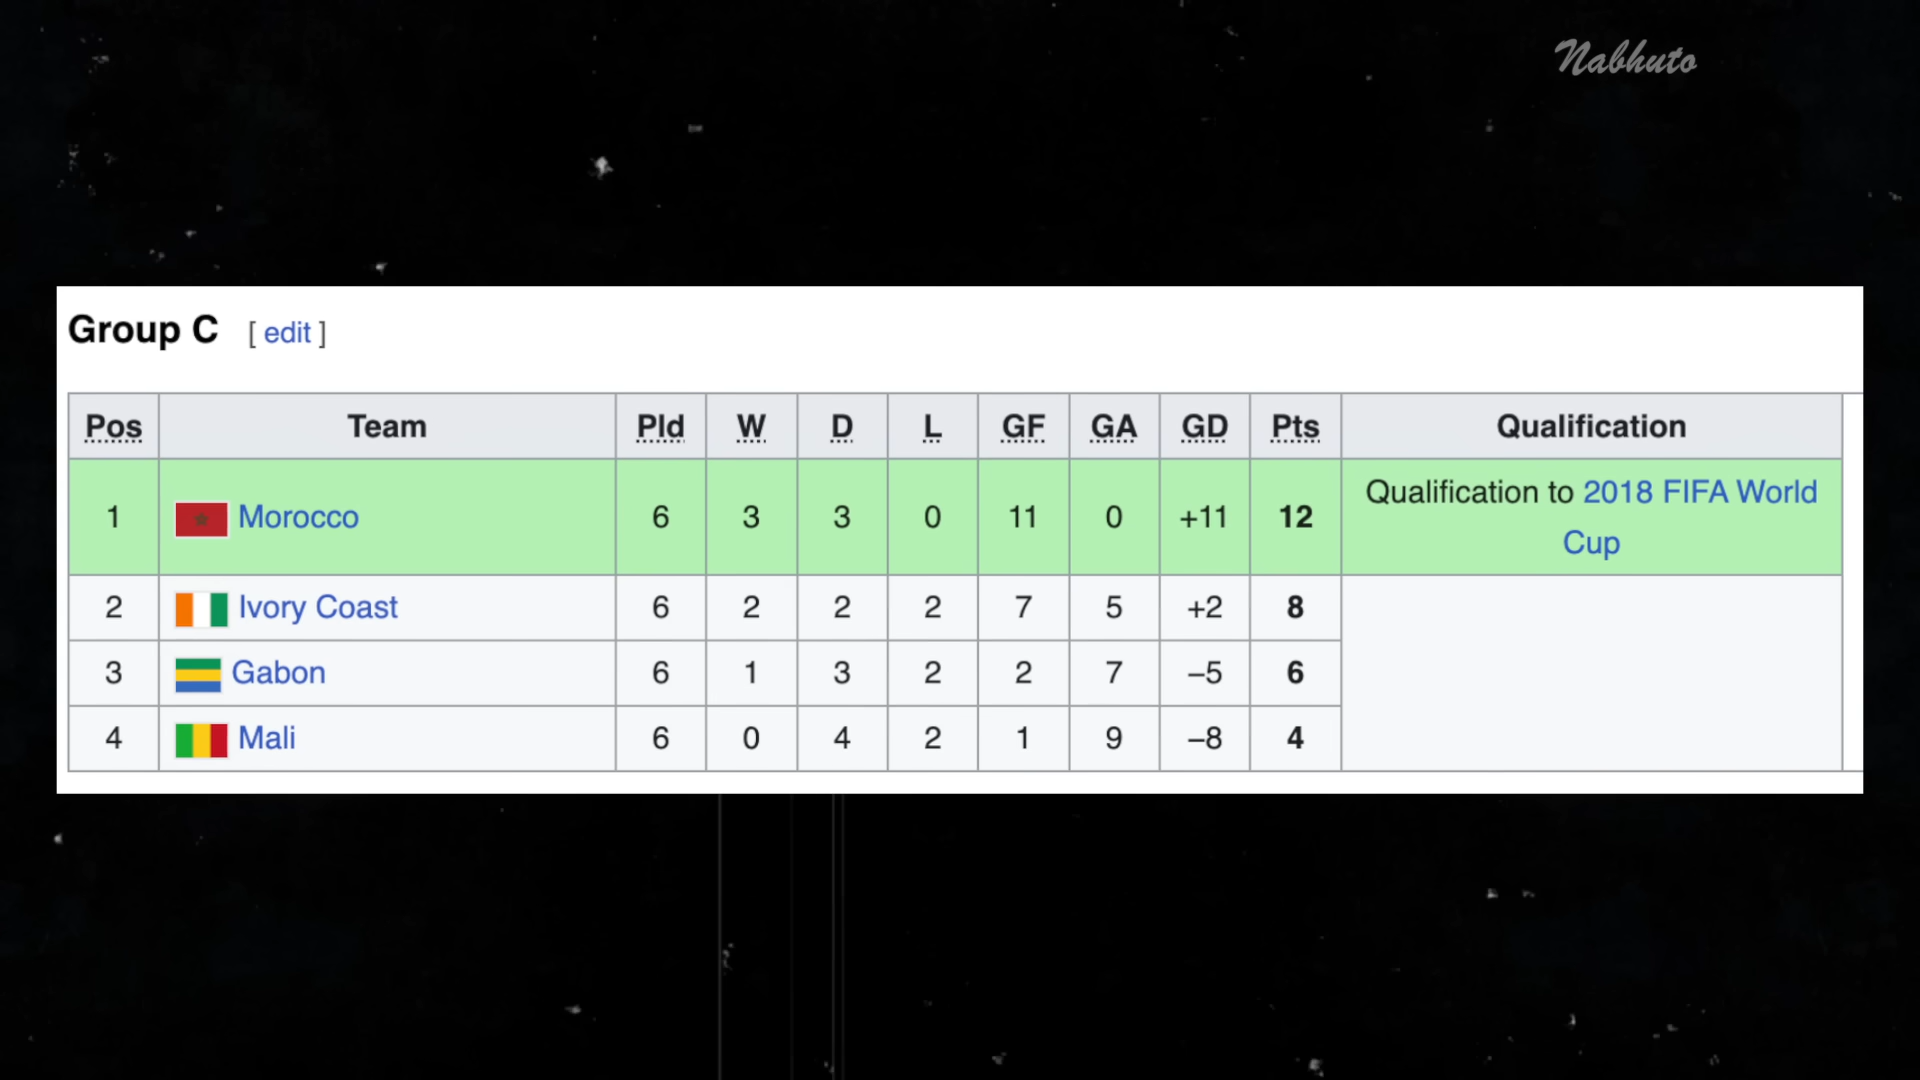 Nabhuto
Group C [ edit ]
Pos Team Pld W D L GF GA GD Pts Qualification
1 Morocco 6 3 3 0 11 0 +11 12 Qualification to 2018 FIFA World
Cup
2 Ivory Coast 6 2 2 2 7 5 +2 8
3 Gabon 6 1 3 2 2 7 −5 6
4 Mali 6 0 4 2 1 9 −8 4